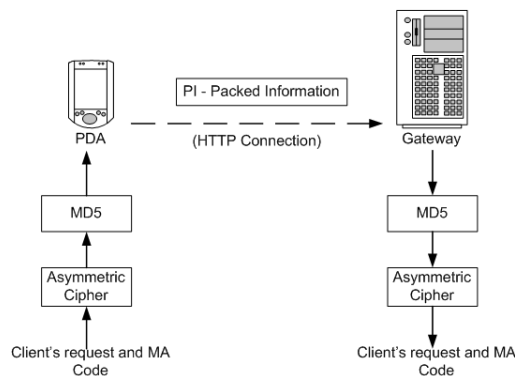 PI - Packed Information
PDA
(HTTP Connection)
Gateway
MD5
MD5
Asymmetric
Cipher
Asymmetric
Cipher
Client's request and MA
Code
Client's request and MA
Code